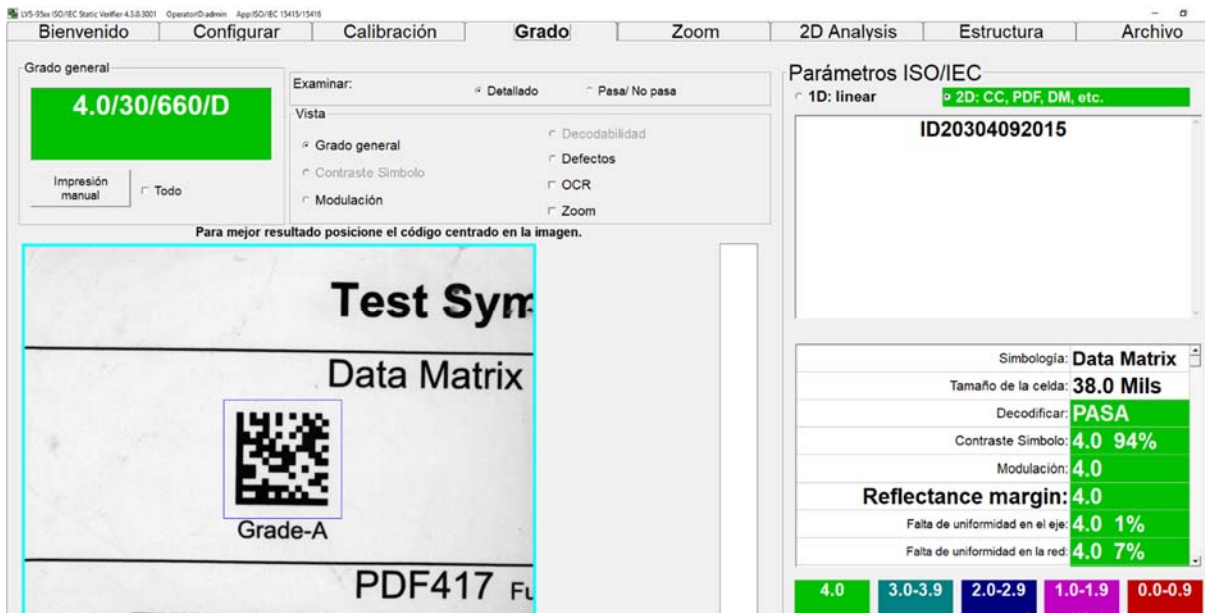 LVS-95xx ISO/IEC Static Verifier 4.3.0.3001 OperatorID:admin App:ISO/IEC 15415/15416
Bienvenido Configurar Calibración Grado Zoom 2D Analysis Estructura Archivo
Grado general
4.0/30/660/D
Impresión
manual
Todo
Examinar:
Detallado
Pasa/ No pasa
Vista
Grado general
Contraste Simbolo
Modulación
Decodabilidad
Defectos
OCR
Zoom
Para mejor resultado posicione el código centrado en la imagen.
Test Sym
Data Matrix
Grade-A
PDF417 Fu
Parámetros ISO/IEC
1D: linear
2D: CC, PDF, DM, etc.
ID20304092015
Simbología: Data Matrix
Tamaño de la celda: 38.0 Mils
Decodificar: PASA
Contraste Simbolo: 4.0 94%
Modulación: 4.0
Reflectance margin: 4.0
Falta de uniformidad en el eje: 4.0 1%
Falta de uniformidad en la red: 4.0 7%
4.0 3.0-3.9 2.0-2.9 1.0-1.9 0.0-0.9